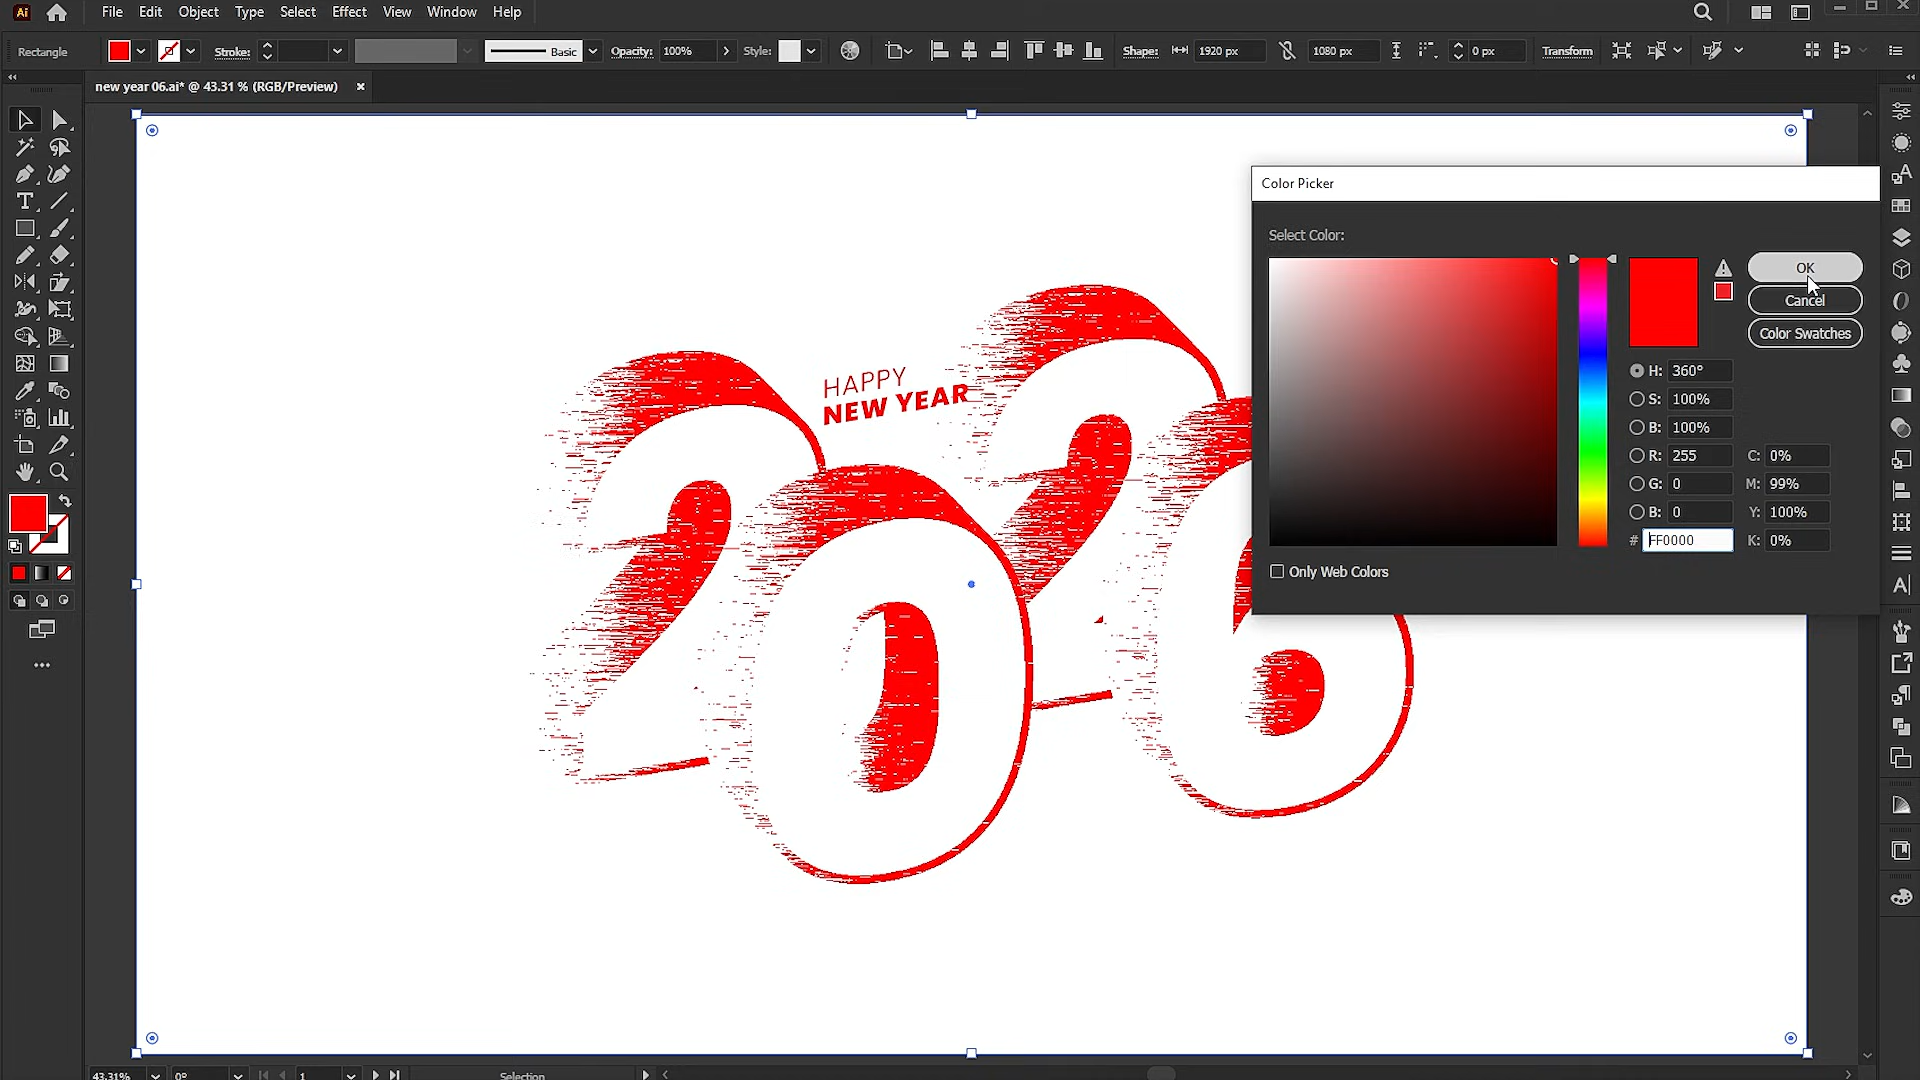 Ai File Edit Object Type Select Effect View Window Help
Rectangle Stroke: Basic Opacity: 100% Style: Shape: 1920 px 1080 px 0 px Transform
new year 06.ai* @ 43.31 % (RGB/Preview)
Color Picker
Select Color:
OK
Cancel
Color Swatches
H: 360°
S: 100%
B: 100%
R: 255 C: 0%
G: 0 M: 99%
B: 0 Y: 100%
# FF0000 K: 0%
Only Web Colors
HAPPY
NEW YEAR
2026
43.31% 0° 1 Selection